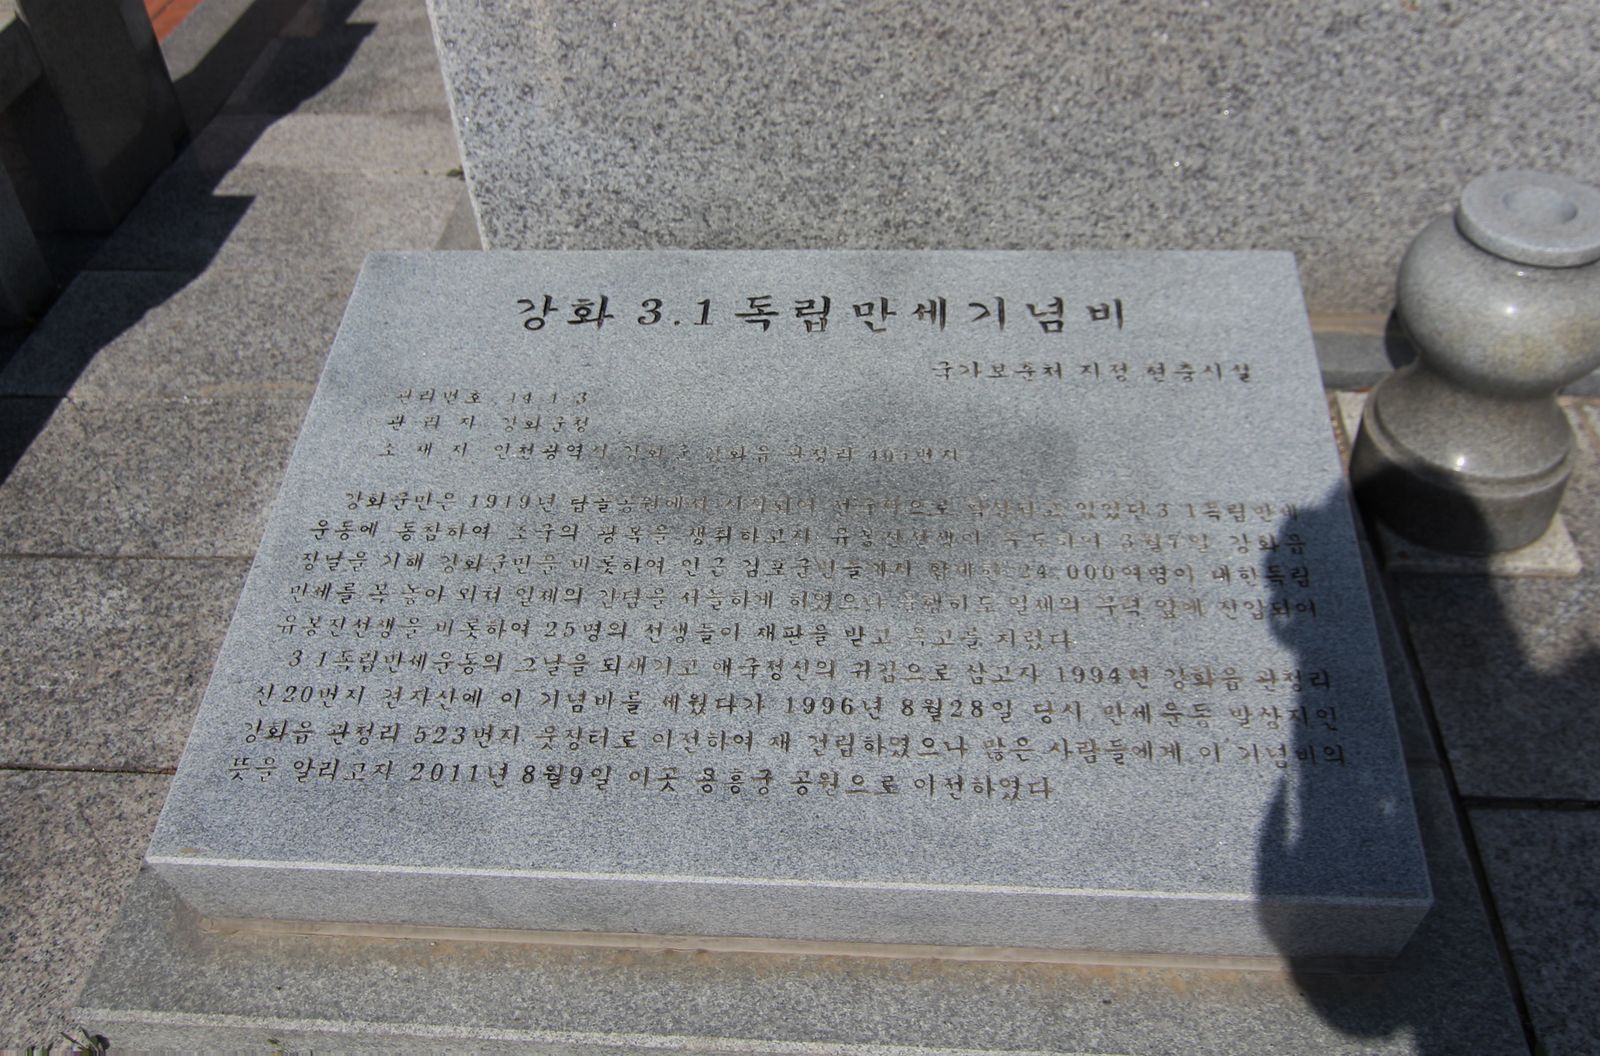 강화 3.1 독립만세기념비
국가보훈처 지정 현충시설
관리번호 14.1.3
관 리 자 강화군청
소 재 지 인천광역시 강화군 강화읍 관청리
강화군민은 1919년 탑골공원에서 시작되어 전국적으로 확산되고 있었던 3.1독립만세
운동에 동참하여 조국의 광복을 쟁취하고자 유봉진선생이 주도하여 3월 강화읍
장날을 기해 강화군민을 비롯하여 인근 김포군민들까지 24.000여명이 대한독립
만세를 목 놓아 외쳐 일제의 간담을 서늘하게 하였으나 일제의 무력 앞에 진압되어
유봉진선생을 비롯하여 25명의 선생들이 재판을 받고 옥고를 치렀다
3.1독립만세운동의 그날을 되새기고 애국정신의 귀감으로 삼고자 1994년 강화읍 관청리
산20번지 견자산에 이 기념비를 세웠다가 1996년 8월28일 당시 만세운동 발상지인
강화읍 관청리 523번지 웃장터로 이전하여 재 건립하였으나 많은 사람들에게 이 기념비의
뜻을 알리고자 2011년 8월9일 이곳 용흥궁 공원으로 이전하였다